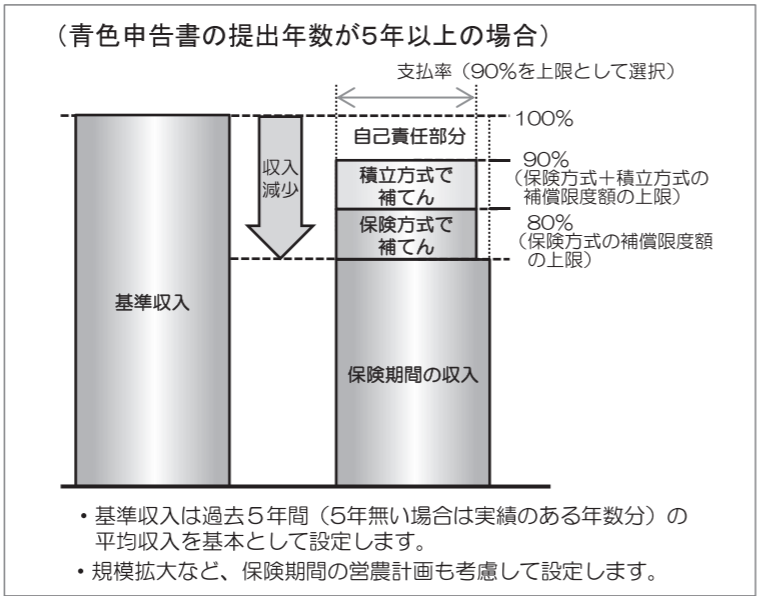 （青色申告書の提出年数が5年以上の場合）
支払率（90%を上限として選択）
100%
自己責任部分
90%
（保険方式＋積立方式の
補償限度額の上限）
収入
減少
積立方式で
補てん
80%
（保険方式の補償限度額
の上限）
保険方式で
補てん
基準収入
保険期間の収入
・基準収入は過去５年間（5年無い場合は実績のある年数分）の
平均収入を基本として設定します。
・規模拡大など、保険期間の営農計画も考慮して設定します。